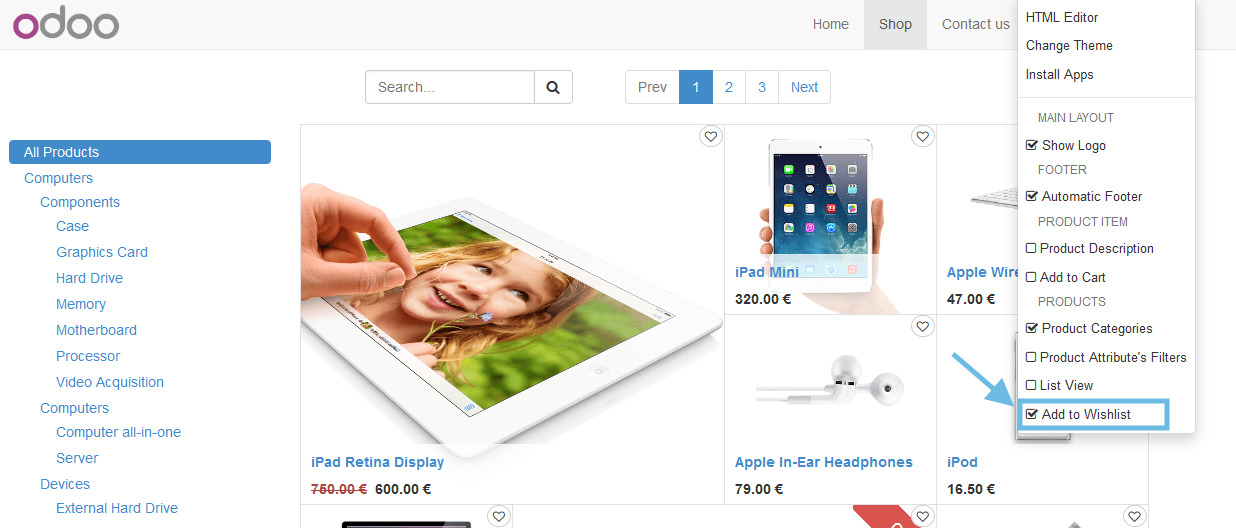 odoo
Home Shop Contact us
HTML Editor
Change Theme
Install Apps
MAIN LAYOUT
Show Logo
FOOTER
Automatic Footer
PRODUCT ITEM
Product Description
Add to Cart
PRODUCTS
Product Categories
Product Attribute's Filters
List View
Add to Wishlist
Search...
Prev 1 2 3 Next
All Products
Computers
Components
Case
Graphics Card
Hard Drive
Memory
Motherboard
Processor
Video Acquisition
Computers
Computer all-in-one
Server
Devices
External Hard Drive
iPad Retina Display
750.00 € 600.00 €
iPad Mini
320.00 €
Apple Wire
47.00 €
Apple In-Ear Headphones
79.00 €
iPod
16.50 €